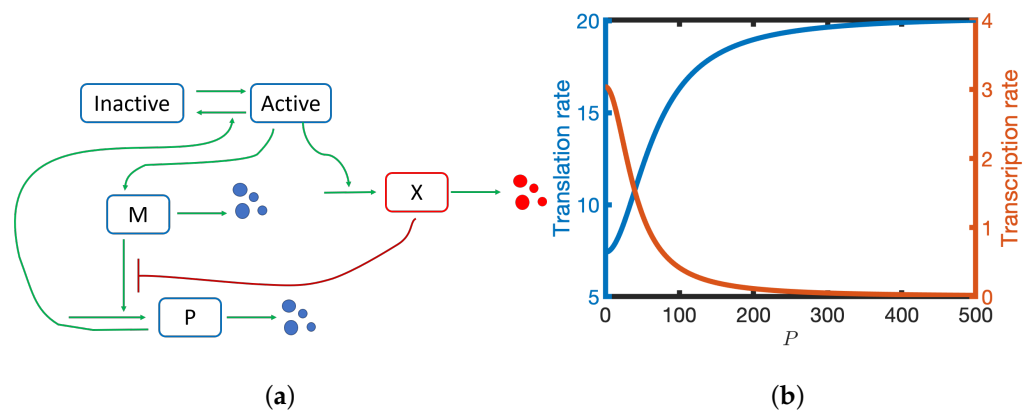 Inactive
Active
M
X
P
(a)
20
15
10
5
Translation rate
0
100
200
300
400
500
P
4
3
2
1
0
Transcription rate
(b)